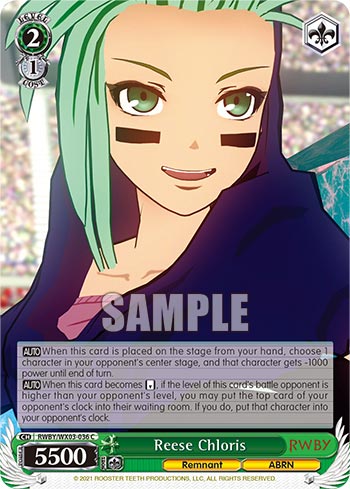 LEVEL
2
1
COST
SAMPLE
AUTO When this card is placed on the stage from your hand, choose 1
character in your opponent's center stage, and that character gets -1000
power until end of turn.
AUTO When this card becomes [ ], if the level of this card's battle opponent is
higher than your opponent's level, you may put the top card of your
opponent's clock into their waiting room. If you do, put that character into
your opponent's clock.
CH RWBY/WX03-036 C
Reese Chloris
RWBY
POWER
5500
Remnant
ABRN
© 2021 ROOSTER TEETH PRODUCTIONS, LLC, ALL RIGHTS RESERVED.